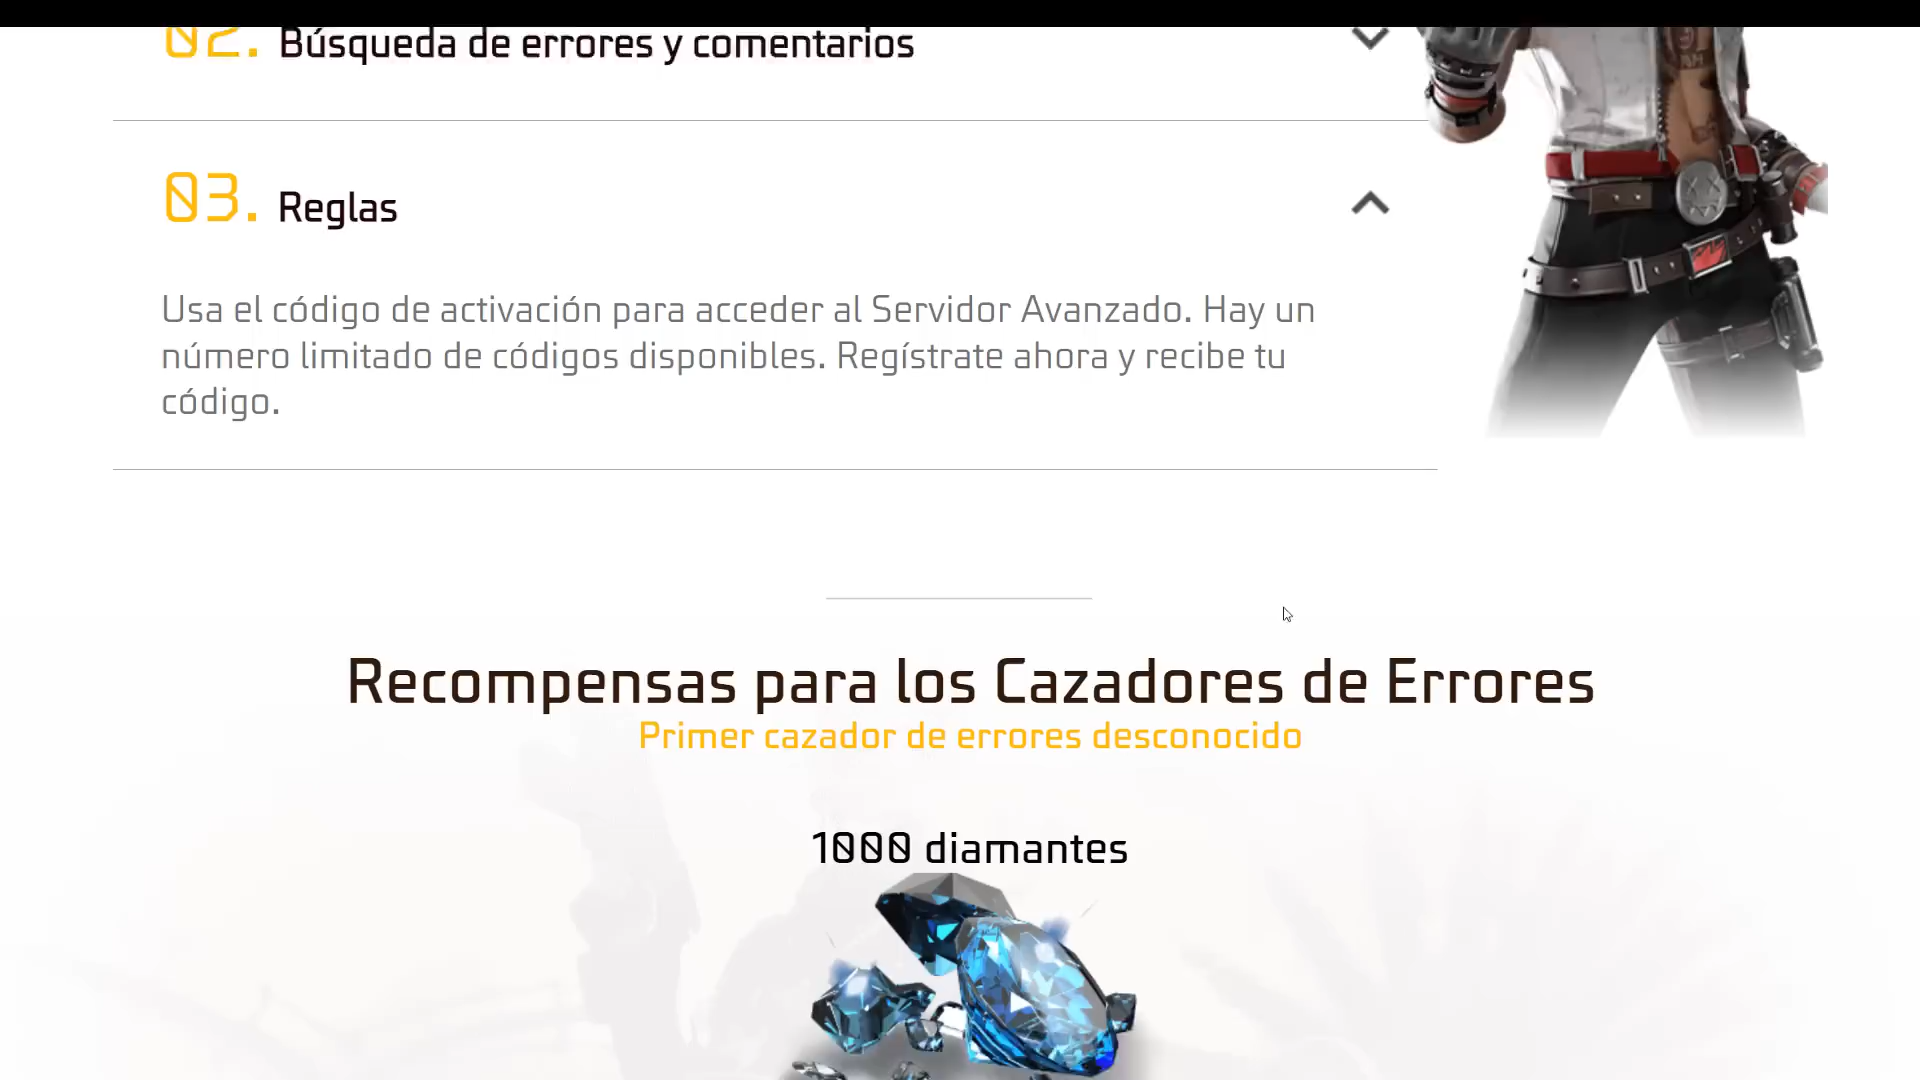 02. Búsqueda de errores y comentarios
03. Reglas
Usa el código de activación para acceder al Servidor Avanzado. Hay un
número limitado de códigos disponibles. Regístrate ahora y recibe tu
código.
Recompensas para los Cazadores de Errores
Primer cazador de errores desconocido
1000 diamantes